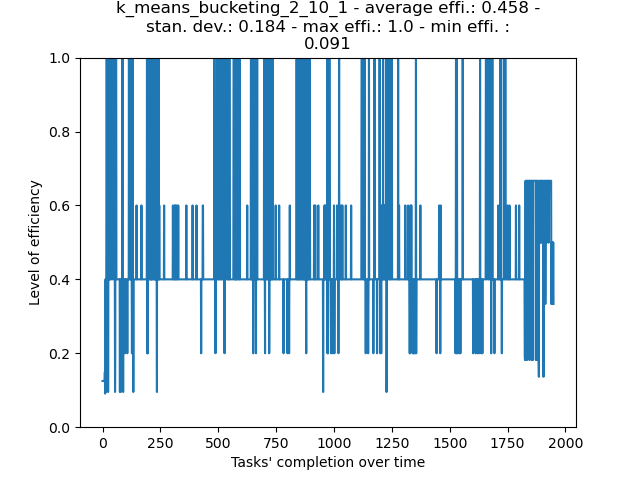 k_means_bucketing_2_10_1 - average effi.: 0.458 -
stan. dev.: 0.184 - max effi.: 1.0 - min effi. :
0.091
1.0
0.8
0.6
0.4
0.2
0.0
Level of efficiency
0 250 500 750 1000 1250 1500 1750 2000
Tasks' completion over time